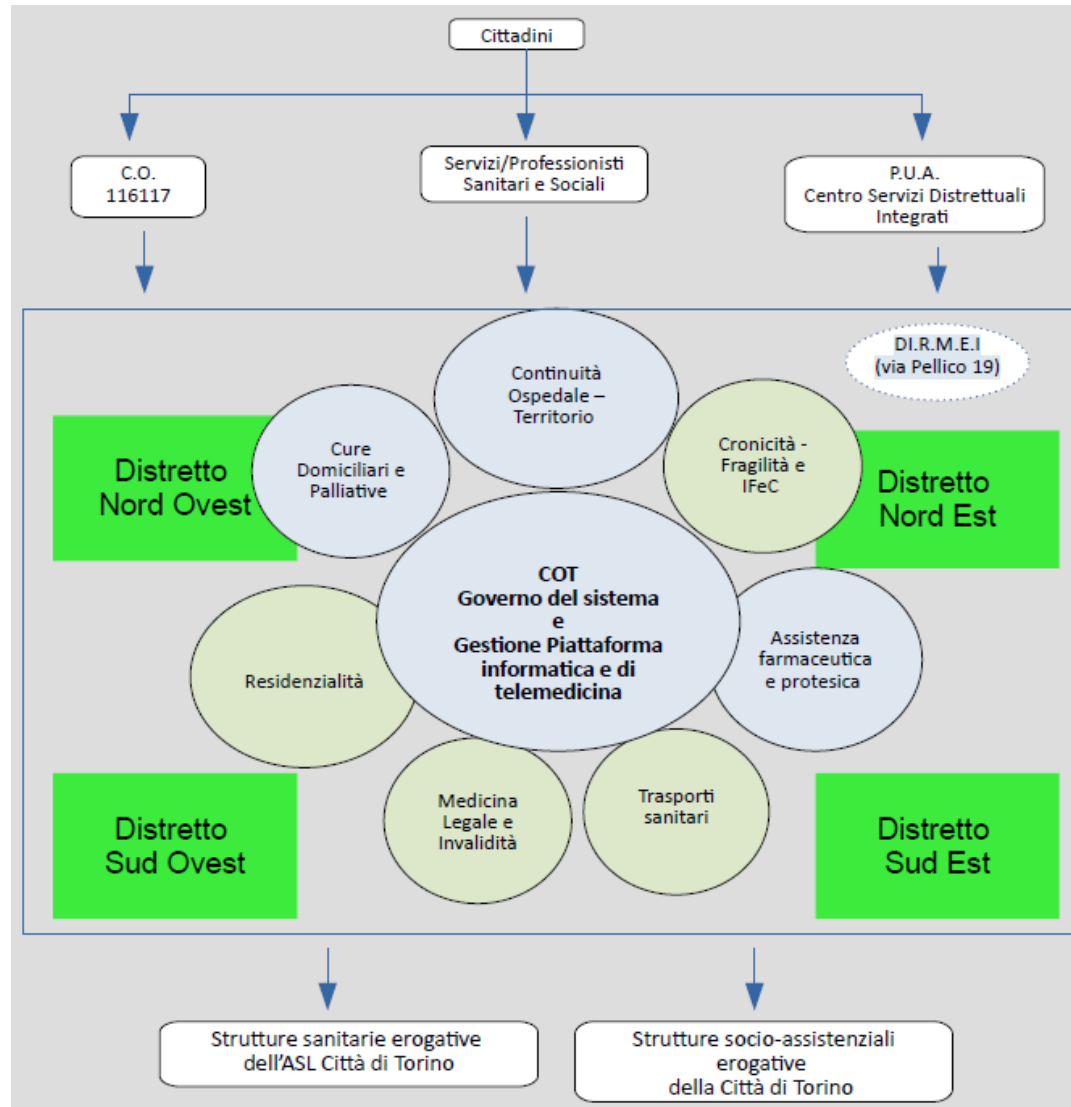 Cittadini
C.O.
116117
Servizi/Professionisti
Sanitari e Sociali
P.U.A.
Centro Servizi Distrettuali
Integrati
DI.R.M.E.I
(via Pellico 19)
Continuità
Ospedale –
Territorio
Cure
Domiciliari e
Palliative
Cronicità -
Fragilità e
IFeC
Distretto
Nord Ovest
Distretto
Nord Est
COT
Governo del sistema
e
Gestione Piattaforma
informatica e di
telemedicina
Assistenza
farmaceutica
e protesica
Residenzialità
Medicina
Legale e
Invalidità
Trasporti
sanitari
Distretto
Sud Ovest
Distretto
Sud Est
Strutture sanitarie erogative
dell’ASL Città di Torino
Strutture socio-assistenziali
erogative
della Città di Torino